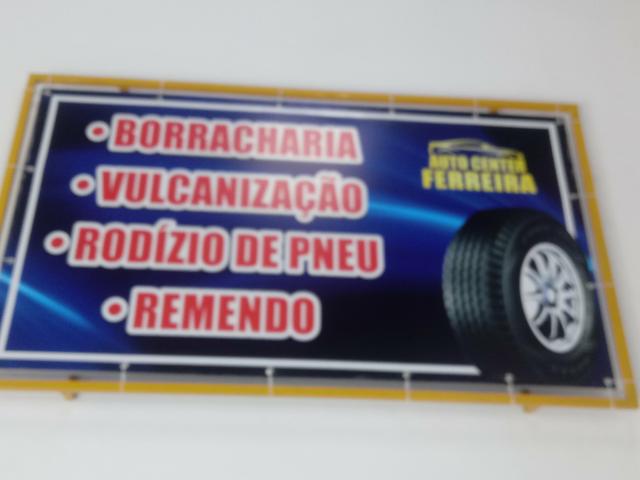 •BORRACHARIA
•VULCANIZAÇÃO
•RODÍZIO DE PNEU
•REMENDO
AUTO CENTER
FERREIRA